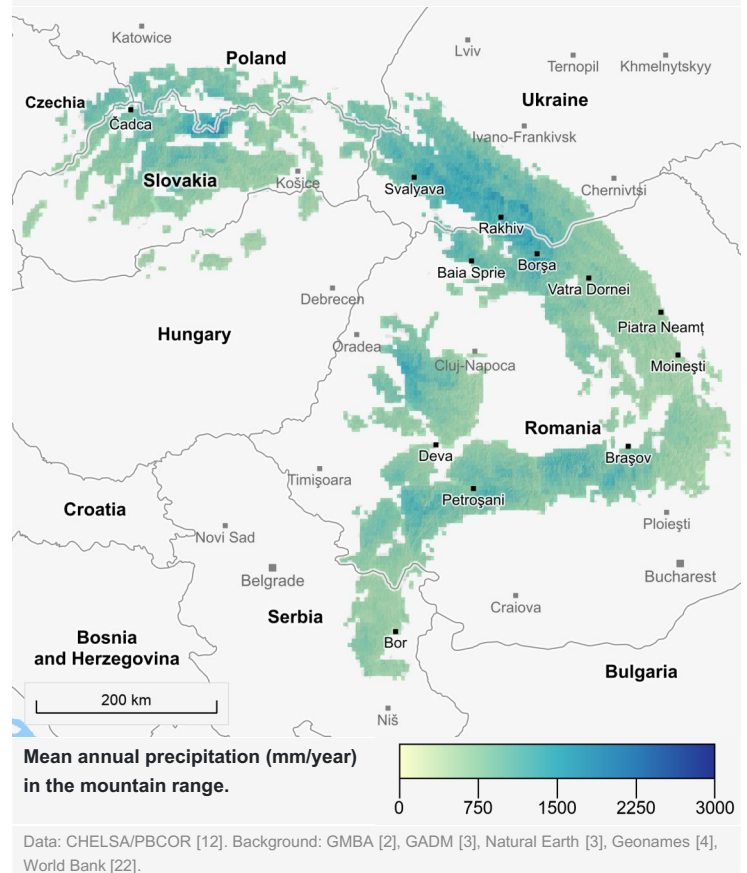 Katowice
Poland
Lviv
Ternopil
Khmelnytskyy
Czechia
Ukraine
Čadca
Ivano-Frankivsk
Slovakia
Košice
Svalyava
Chernivtsi
Rakhiv
Borşa
Baia Sprie
Vatra Dornei
Debrecen
Piatra Neamţ
Hungary
Oradea
Cluj-Napoca
Moineşti
Romania
Deva
Braşov
Timişoara
Petroşani
Croatia
Novi Sad
Ploieşti
Belgrade
Bucharest
Craiova
Serbia
Bosnia
and Herzegovina
Bor
Bulgaria
200 km
Niš
Mean annual precipitation (mm/year)
in the mountain range.
0 750 1500 2250 3000
Data: CHELSA/PBCOR [12]. Background: GMBA [2], GADM [3], Natural Earth [3], Geonames [4],
World Bank [22].